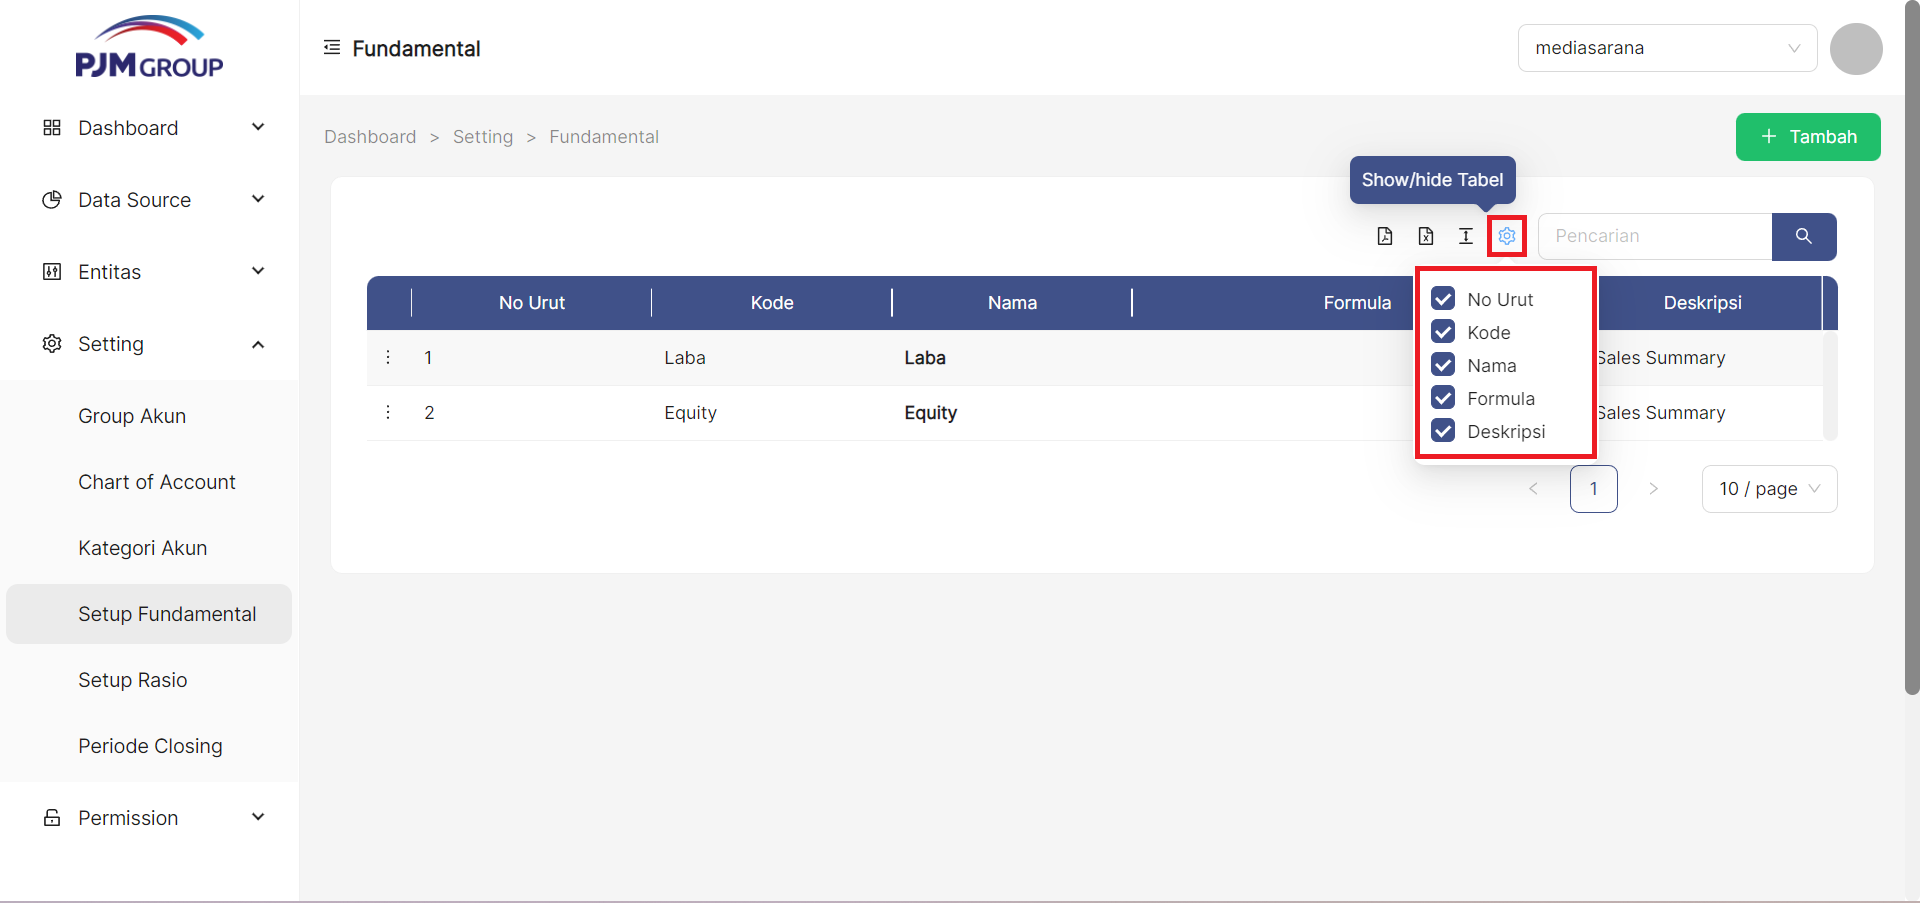 PJM GROUP
Fundamental
mediasarana
Dashboard
Data Source
Entitas
Setting
Group Akun
Chart of Account
Kategori Akun
Setup Fundamental
Setup Rasio
Periode Closing
Permission
Dashboard > Setting > Fundamental
+ Tambah
Show/hide Tabel
Pencarian
No Urut Kode Nama Formula Deskripsi
1 Laba Laba Sales Summary
2 Equity Equity Sales Summary
No Urut
Kode
Nama
Formula
Deskripsi
< 1 > 10 / page